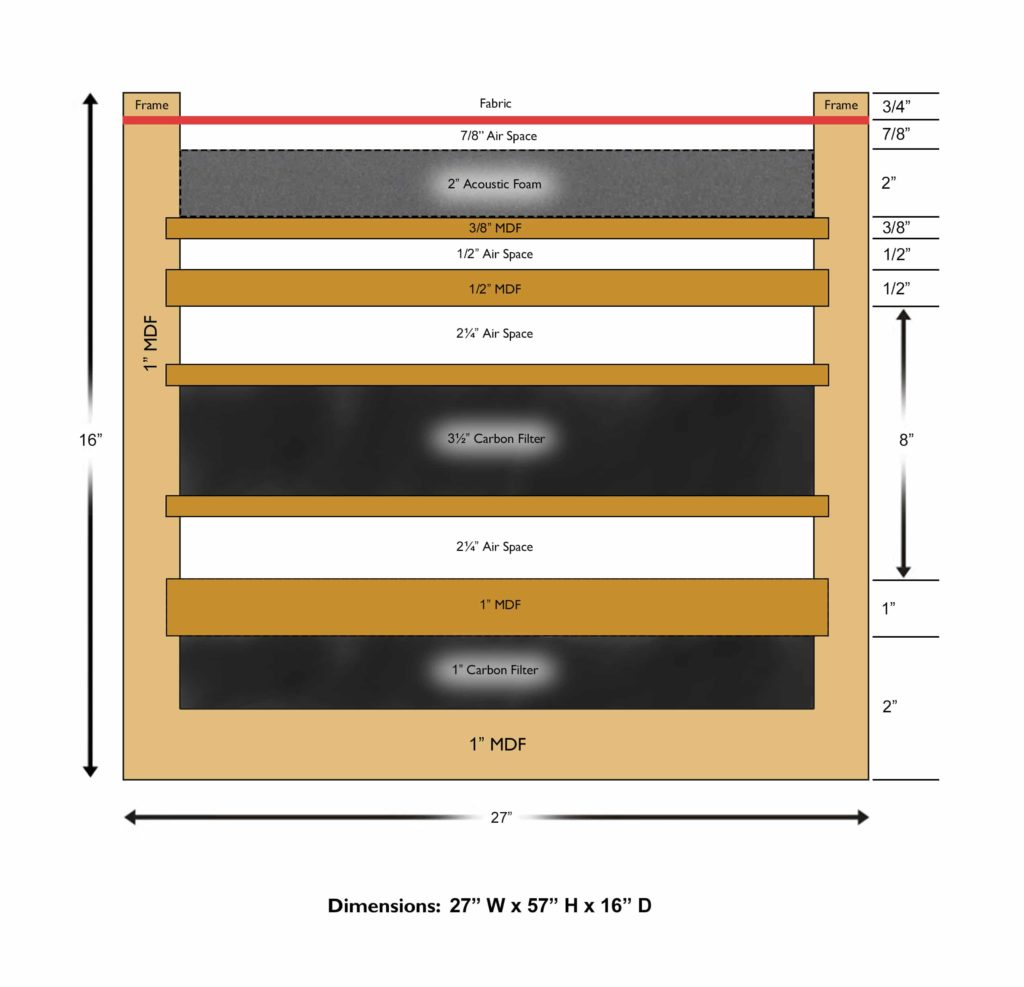 Frame
Fabric
Frame
3/4”
7/8” Air Space
7/8”
2” Acoustic Foam
2”
3/8” MDF
3/8”
1/2” Air Space
1/2”
1/2” MDF
1/2”
2¼” Air Space
1” MDF
16”
3½” Carbon Filter
8”
2¼” Air Space
1” MDF
1”
1” Carbon Filter
2”
1” MDF
27”
Dimensions: 27” W x 57” H x 16” D